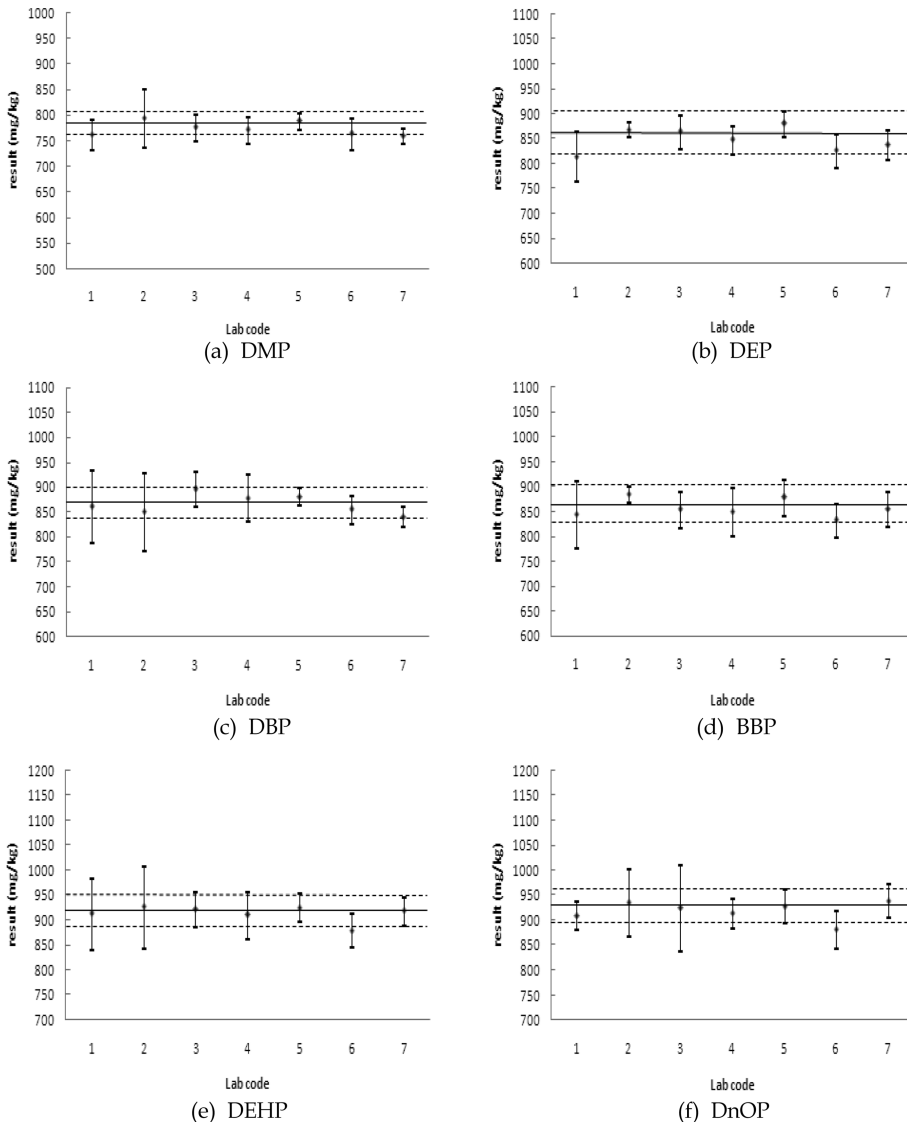 1000
950
900
850
800
750
700
650
600
550
500
result (mg/kg)
1 2 3 4 5 6 7
Lab code
(a) DMP
1100
1050
1000
950
900
850
800
750
700
650
600
result (mg/kg)
1 2 3 4 5 6 7
Lab code
(b) DEP
1100
1050
1000
950
900
850
800
750
700
650
600
result (mg/kg)
1 2 3 4 5 6 7
Lab code
(c) DBP
1100
1050
1000
950
900
850
800
750
700
650
600
result (mg/kg)
1 2 3 4 5 6 7
Lab code
(d) BBP
1200
1150
1100
1050
1000
950
900
850
800
750
700
result (mg/kg)
1 2 3 4 5 6 7
Lab code
(e) DEHP
1200
1150
1100
1050
1000
950
900
850
800
750
700
result (mg/kg)
1 2 3 4 5 6 7
Lab code
(f) DnOP